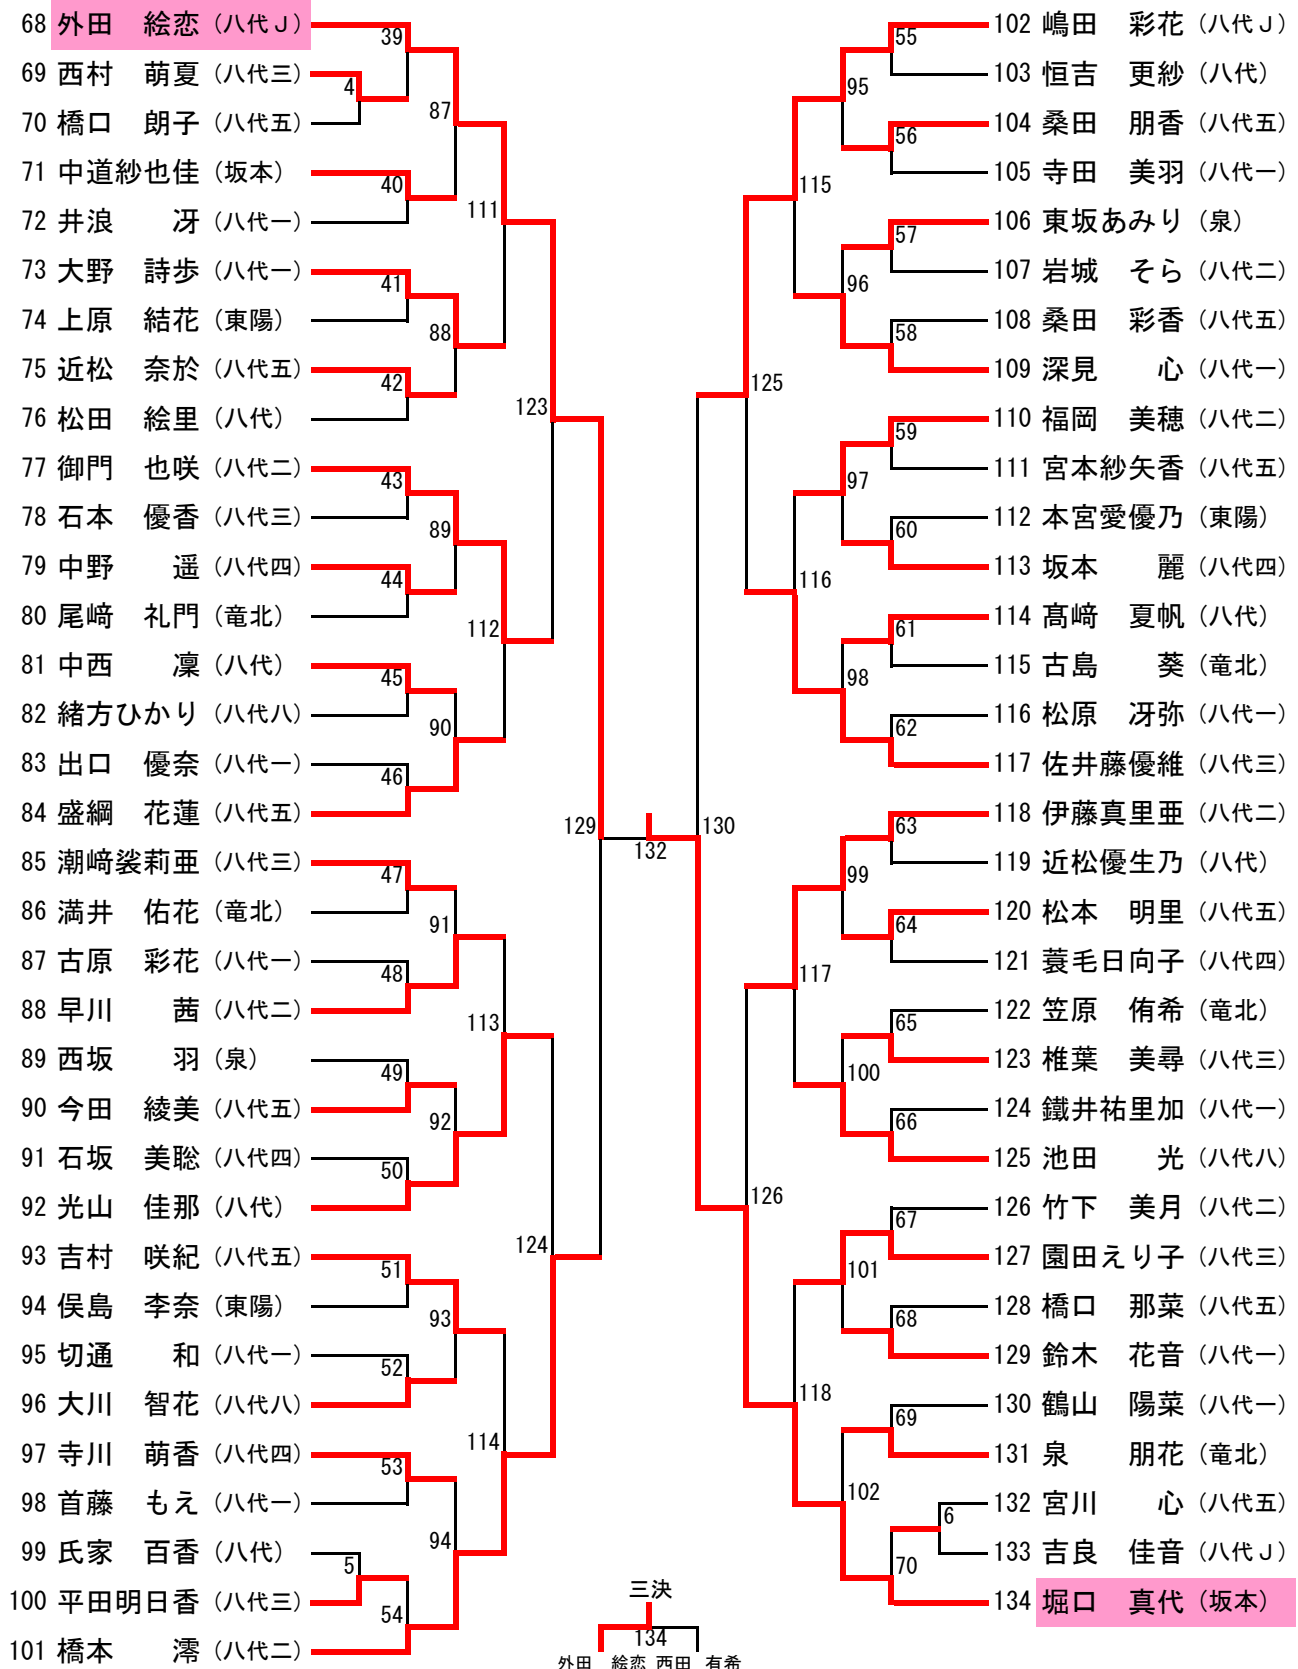 68 外田 絵恋 (八代J)
69 西村 萌夏 (八代三)
70 橋口 朗子 (八代五)
71 中道紗也佳 (坂本)
72 井浪 冴 (八代一)
73 大野 詩歩 (八代一)
74 上原 結花 (東陽)
75 近松 奈於 (八代五)
76 松田 絵里 (八代)
77 御門 也咲 (八代二)
78 石本 優香 (八代三)
79 中野 遥 (八代四)
80 尾﨑 礼門 (竜北)
81 中西 凜 (八代)
82 緒方ひかり (八代八)
83 出口 優奈 (八代一)
84 盛綱 花蓮 (八代五)
85 潮﨑裟莉亜 (八代三)
86 満井 佑花 (竜北)
87 古原 彩花 (八代一)
88 早川 茜 (八代二)
89 西坂 羽 (泉)
90 今田 綾美 (八代五)
91 石坂 美聡 (八代四)
92 光山 佳那 (八代)
93 吉村 咲紀 (八代五)
94 俣島 李奈 (東陽)
95 切通 和 (八代一)
96 大川 智花 (八代八)
97 寺川 萌香 (八代四)
98 首藤 もえ (八代一)
99 氏家 百香 (八代)
100 平田明日香 (八代三)
101 橋本 澪 (八代二)
39
4
40
41
42
43
44
45
46
47
48
49
50
51
52
53
5
54
87
88
89
90
91
92
93
94
111
112
113
114
123
124
129
132
130
125
126
115
116
117
118
95
96
97
98
99
100
101
102
55
56
57
58
59
60
61
62
63
64
65
66
67
68
69
6
70
102 嶋田 彩花 (八代J)
103 恒吉 更紗 (八代)
104 桑田 朋香 (八代五)
105 寺田 美羽 (八代一)
106 東坂あみり (泉)
107 岩城 そら (八代二)
108 桑田 彩香 (八代五)
109 深見 心 (八代一)
110 福岡 美穂 (八代二)
111 宮本紗矢香 (八代五)
112 本宮愛優乃 (東陽)
113 坂本 麗 (八代四)
114 髙﨑 夏帆 (八代)
115 古島 葵 (竜北)
116 松原 冴弥 (八代一)
117 佐井藤優維 (八代三)
118 伊藤真里亜 (八代二)
119 近松優生乃 (八代)
120 松本 明里 (八代五)
121 蓑毛日向子 (八代四)
122 笠原 侑希 (竜北)
123 椎葉 美尋 (八代三)
124 鐵井祐里加 (八代一)
125 池田 光 (八代八)
126 竹下 美月 (八代二)
127 園田えり子 (八代三)
128 橋口 那菜 (八代五)
129 鈴木 花音 (八代一)
130 鶴山 陽菜 (八代一)
131 泉 朋花 (竜北)
132 宮川 心 (八代五)
133 吉良 佳音 (八代J)
134 堀口 真代 (坂本)
三決
134
外田 絵恋 西田 有希